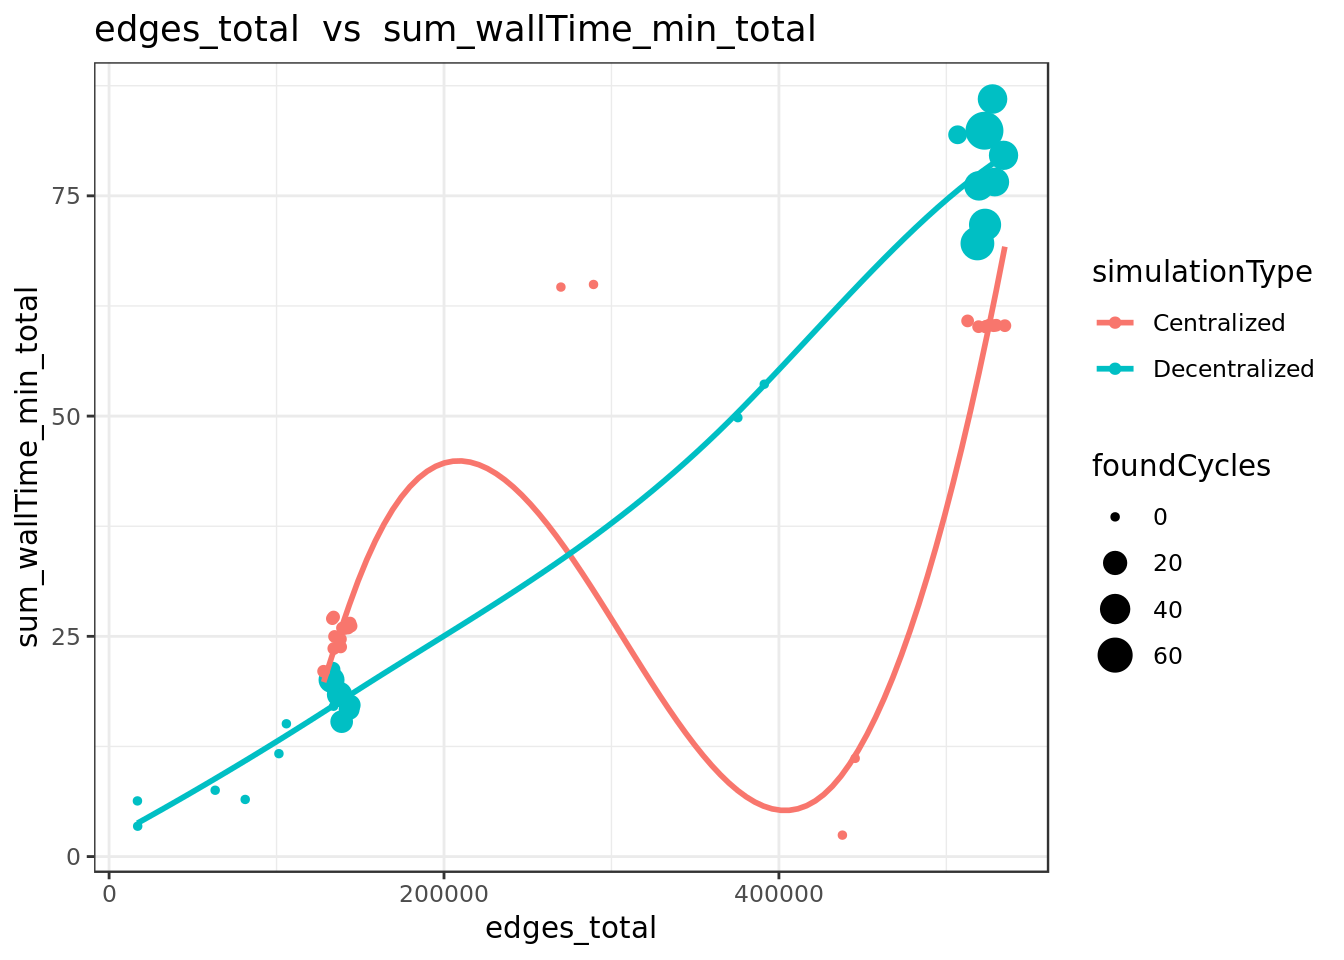 edges_total  vs  sum_wallTime_min_total
75
50
25
0
sum_wallTime_min_total
0
200000
400000
edges_total
simulationType
Centralized
Decentralized
foundCycles
0
20
40
60